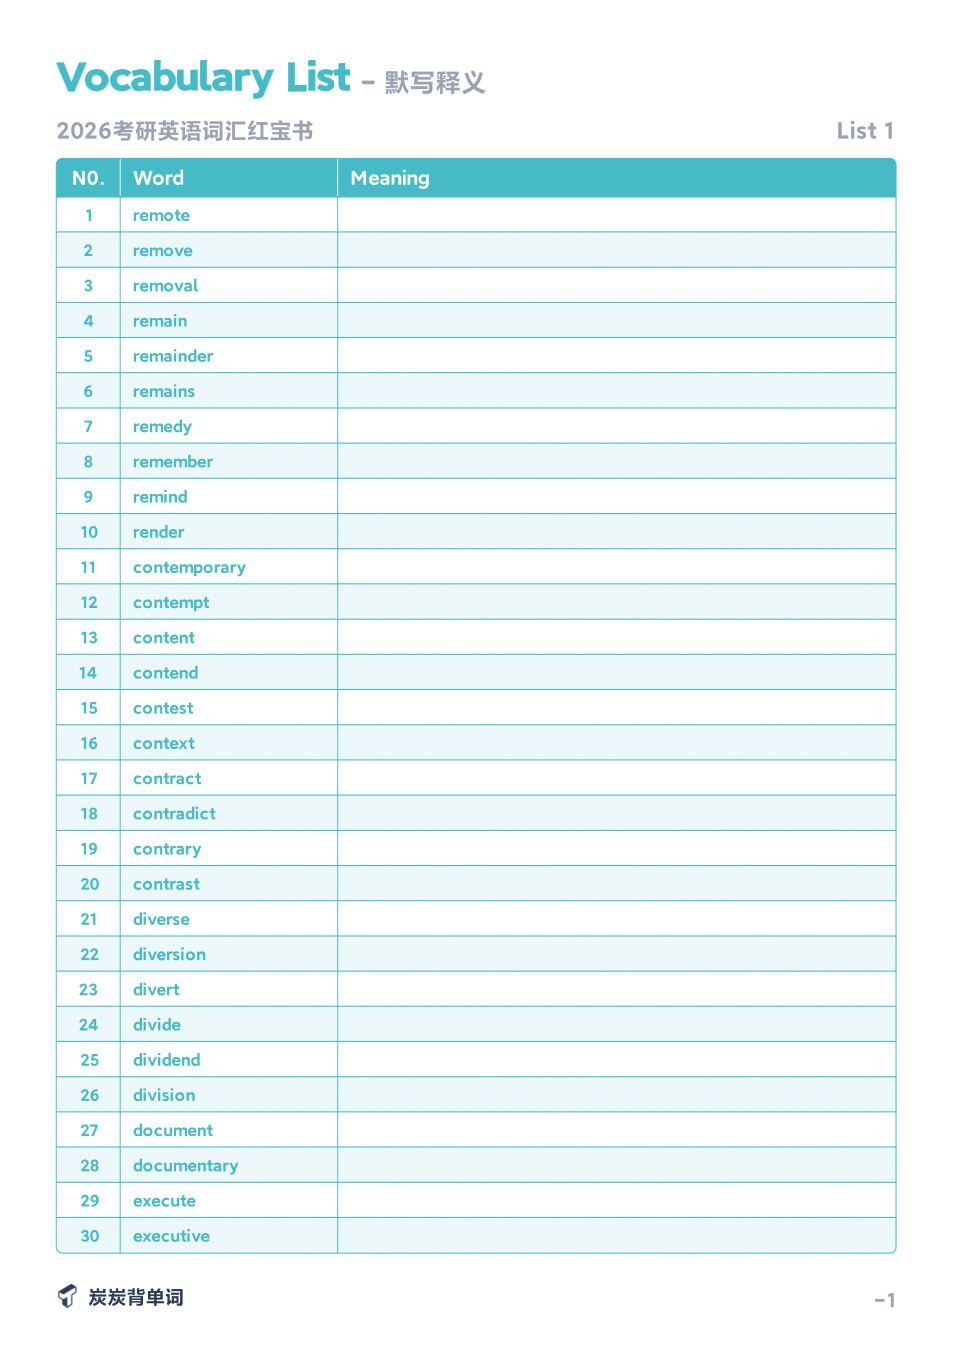 Vocabulary List - 默写释义
2026考研英语词汇红宝书 List 1
N0. Word Meaning
1 remote
2 remove
3 removal
4 remain
5 remainder
6 remains
7 remedy
8 remember
9 remind
10 render
11 contemporary
12 contempt
13 content
14 contend
15 contest
16 context
17 contract
18 contradict
19 contrary
20 contrast
21 diverse
22 diversion
23 divert
24 divide
25 dividend
26 division
27 document
28 documentary
29 execute
30 executive
炭炭背单词 -1